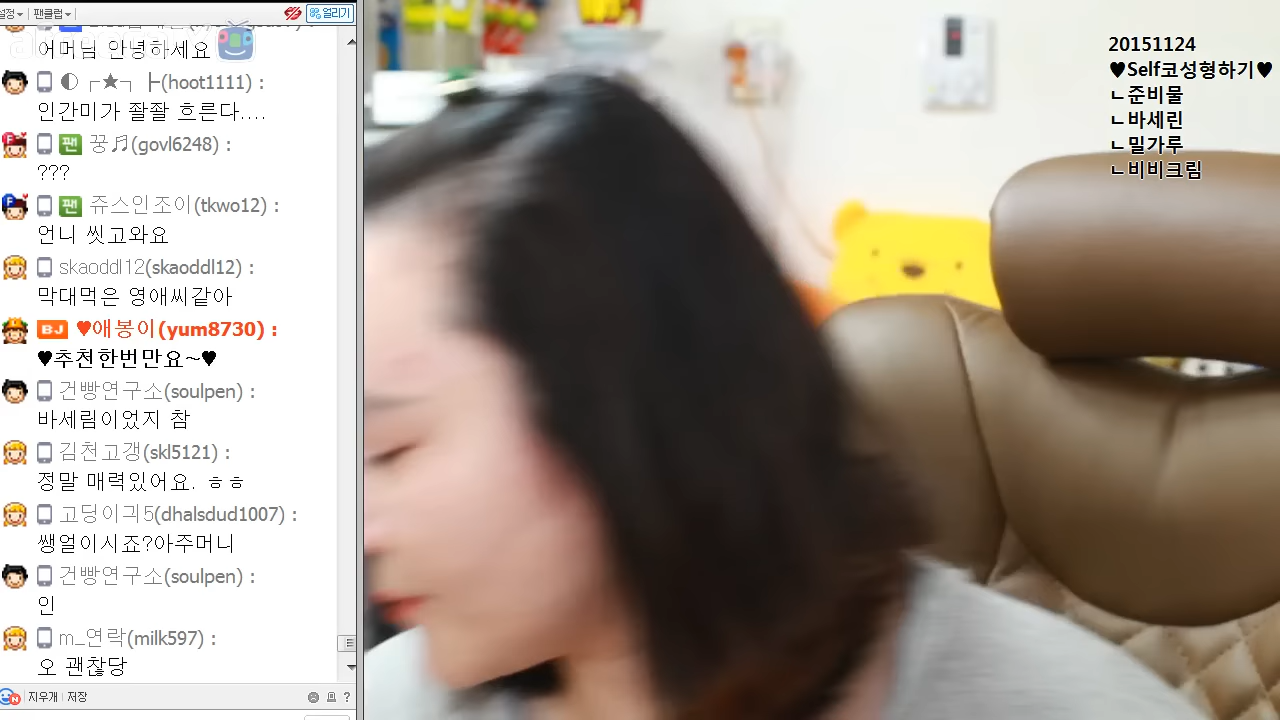 설정 팬클럽 얼리기
어머님 안녕하세요
◐ ┌★┐ ├(hoot1111) :
인간미가 좔좔 흐른다....
팬 꿍♬(govl6248) :
???
팬 쥬스인조이(tkwo12) :
언니 씻고와요
skaoddl12(skaoddl12) :
막대먹은 영애씨같아
BJ ♥애봉이(yum8730) :
♥추천한번만요~♥
건빵연구소(soulpen) :
바세림이었지 참
김천고갱(skl5121) :
정말 매력있어요. ㅎㅎ
고딩이긔5(dhalsdud1007) :
쌩얼이시죠?아주머니
건빵연구소(soulpen) :
인
m_연락(milk597) :
오 괜찮당
지우개 저장 ?
20151124
♥Self코성형하기♥
ㄴ준비물
ㄴ바세린
ㄴ밀가루
ㄴ비비크림